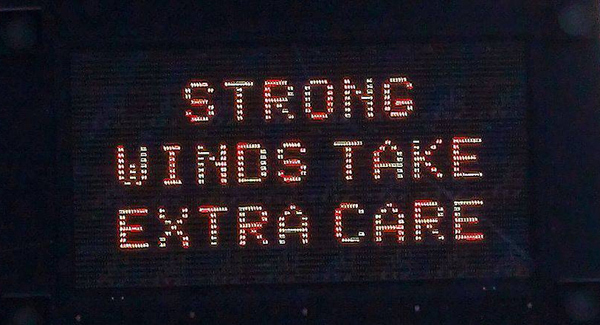 STRONG
WINDS TAKE
EXTRA CARE